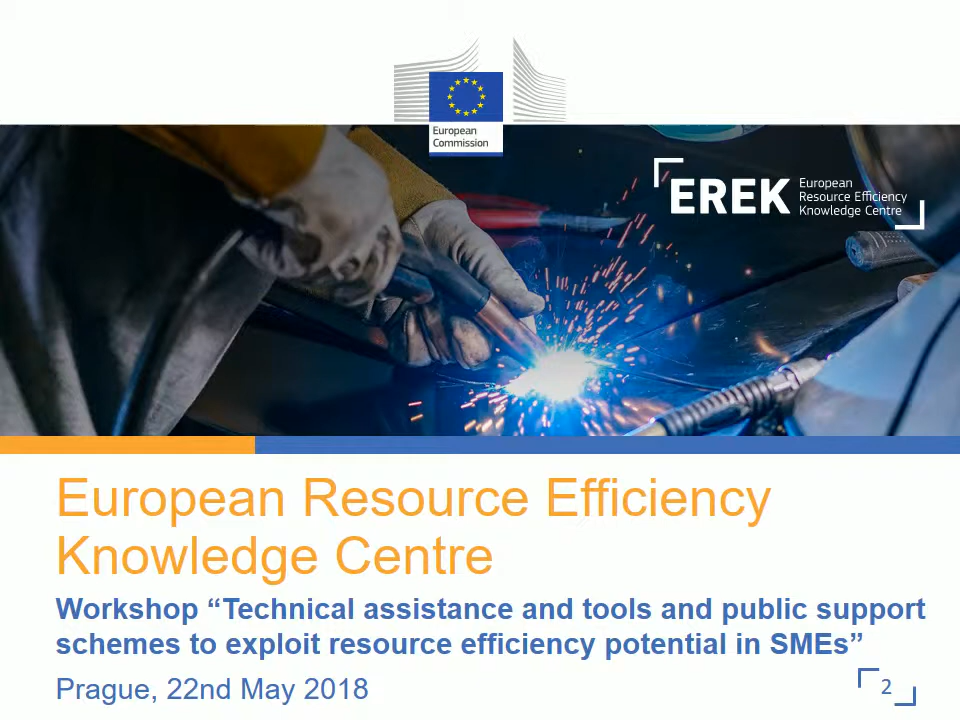 European
Commission
EREK
European
Resource Efficiency
Knowledge Centre
European Resource Efficiency
Knowledge Centre
Workshop “Technical assistance and tools and public support
schemes to exploit resource efficiency potential in SMEs”
Prague, 22nd May 2018
2